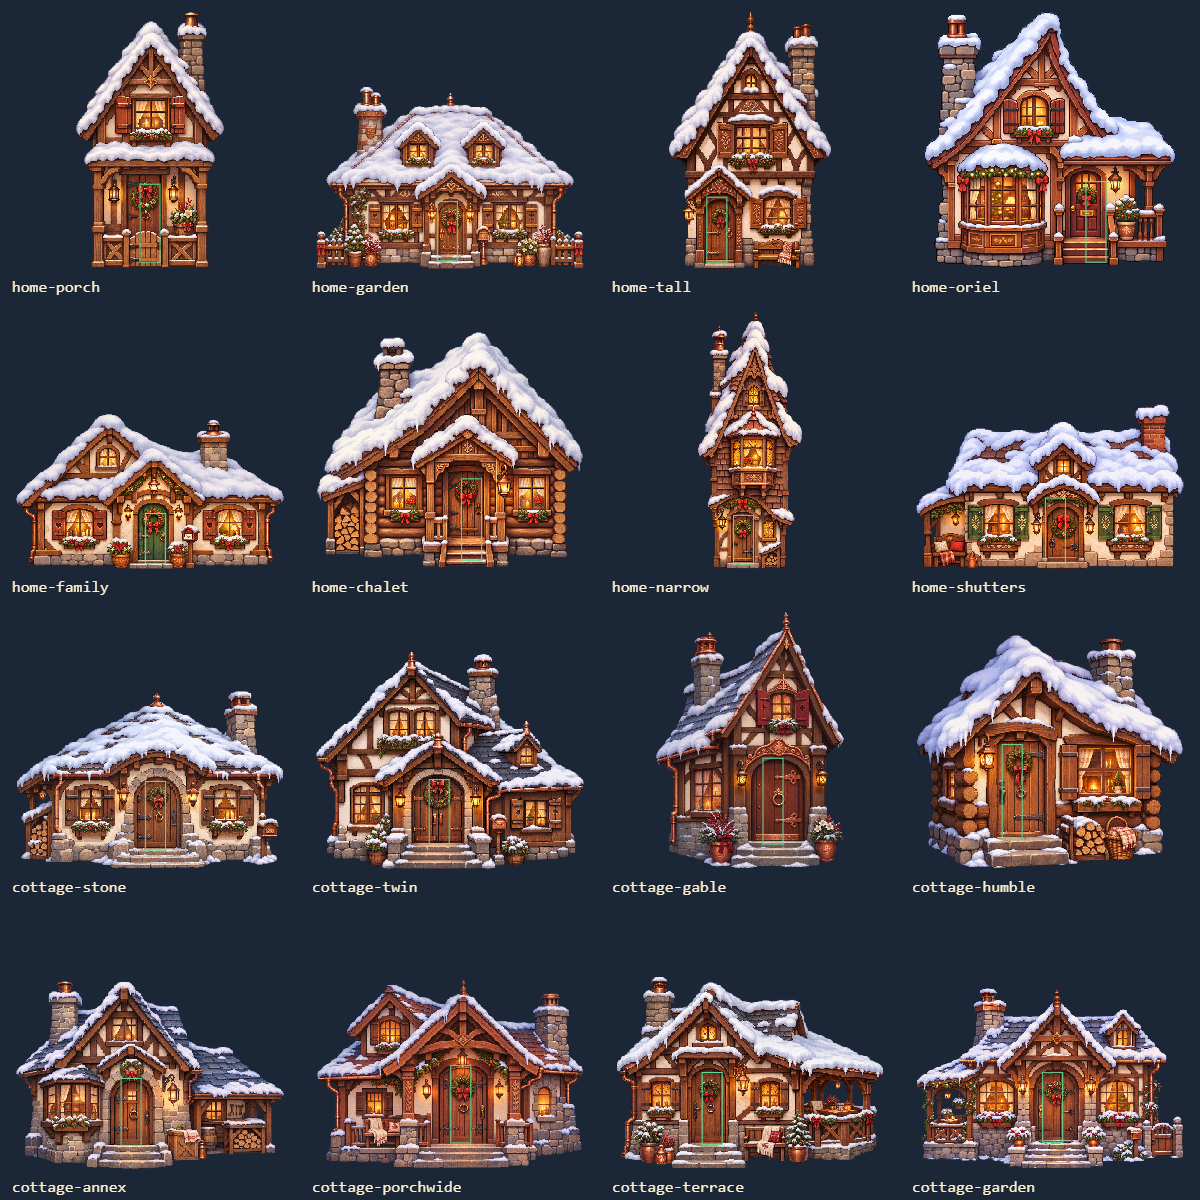 home-porch
home-garden
home-tall
home-oriel
home-family
home-chalet
home-narrow
home-shutters
cottage-stone
cottage-twin
cottage-gable
cottage-humble
cottage-annex
cottage-porchwide
cottage-terrace
cottage-garden